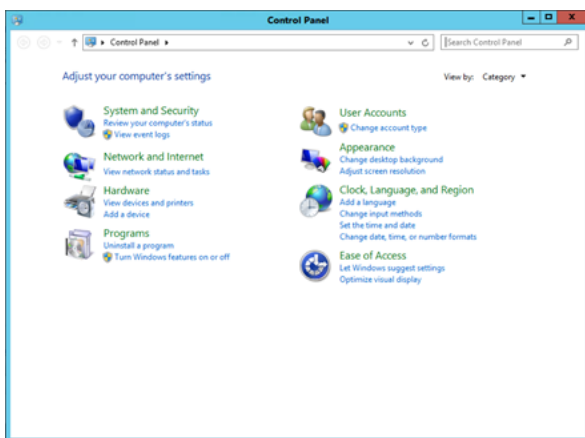 Control Panel
Control Panel
Search Control Panel
Adjust your computer's settings
View by: Category
System and Security
Review your computer's status
View event logs
Network and Internet
View network status and tasks
Hardware
View devices and printers
Add a device
Programs
Uninstall a program
Turn Windows features on or off
User Accounts
Change account type
Appearance
Change desktop background
Adjust screen resolution
Clock, Language, and Region
Add a language
Change input methods
Set the time and date
Change date, time, or number formats
Ease of Access
Let Windows suggest settings
Optimize visual display